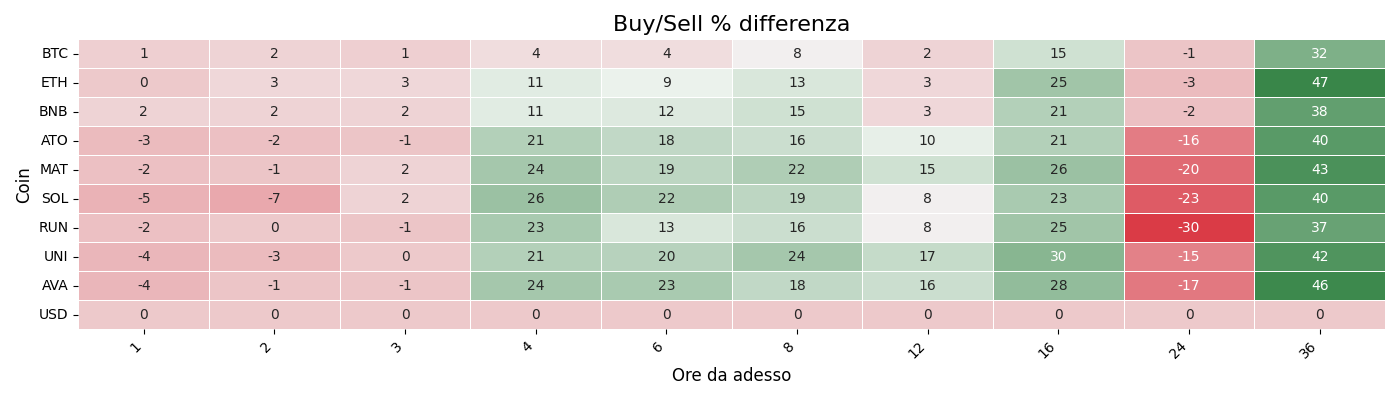 Buy/Sell % differenza
Coin
BTC 1 2 1 4 4 8 2 15 -1 32
ETH 0 3 3 11 9 13 3 25 -3 47
BNB 2 2 2 11 12 15 3 21 -2 38
ATO -3 -2 -1 21 18 16 10 21 -16 40
MAT -2 -1 2 24 19 22 15 26 -20 43
SOL -5 -7 2 26 22 19 8 23 -23 40
RUN -2 0 -1 23 13 16 8 25 -30 37
UNI -4 -3 0 21 20 24 17 30 -15 42
AVA -4 -1 -1 24 23 18 16 28 -17 46
USD 0 0 0 0 0 0 0 0 0 0
1 2 3 4 6 8 12 16 24 36
Ore da adesso